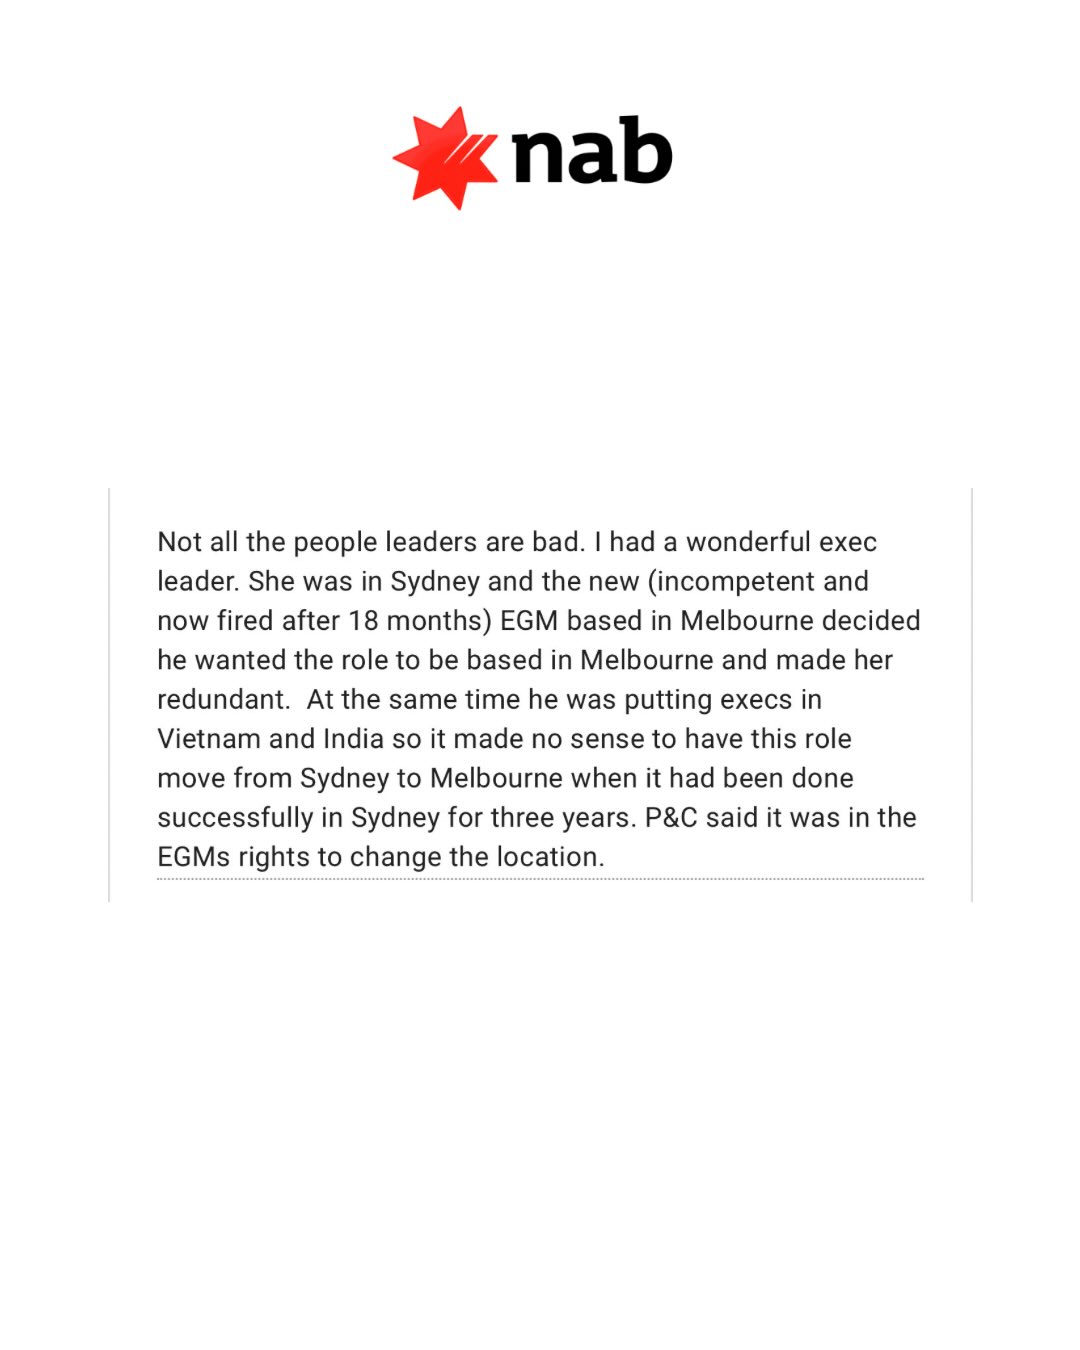 nab
Not all the people leaders are bad. I had a wonderful exec
leader. She was in Sydney and the new (incompetent and
now fired after 18 months) EGM based in Melbourne decided
he wanted the role to be based in Melbourne and made her
redundant.  At the same time he was putting execs in
Vietnam and India so it made no sense to have this role
move from Sydney to Melbourne when it had been done
successfully in Sydney for three years. P&C said it was in the
EGMs rights to change the location.